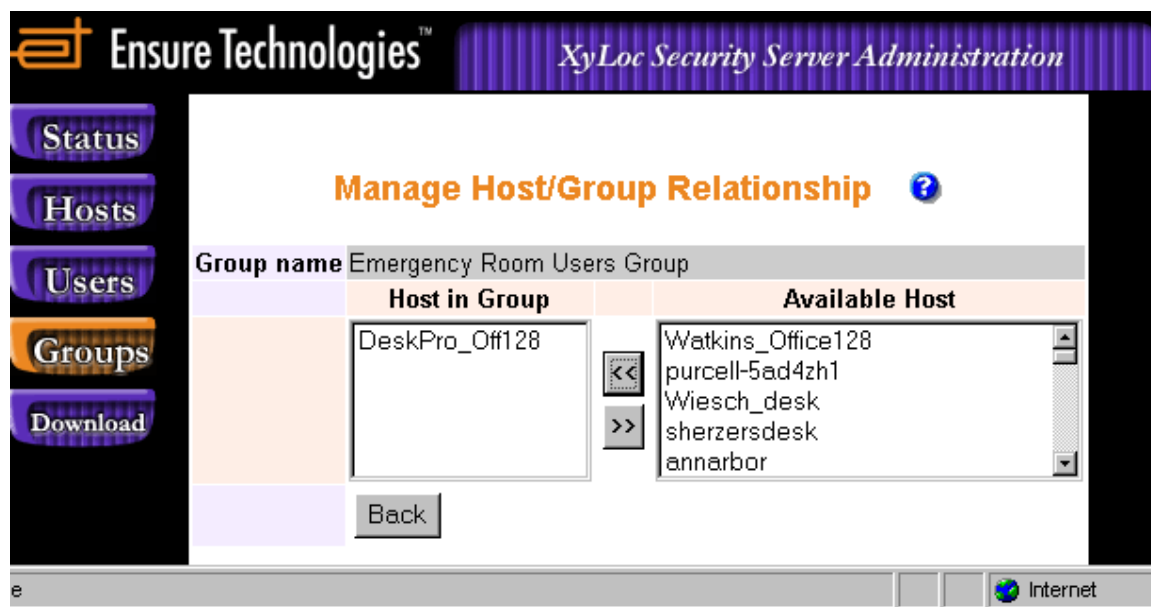 Ensure Technologies™ XyLoc Security Server Administration
Status
Hosts
Users
Groups
Download
Manage Host/Group Relationship ?
Group name Emergency Room Users Group
Host in Group Available Host
DeskPro_Off128
<<
>>
Watkins_Office128
purcell-5ad4zh1
Wiesch_desk
sherzersdesk
annarbor
Back
e Internet